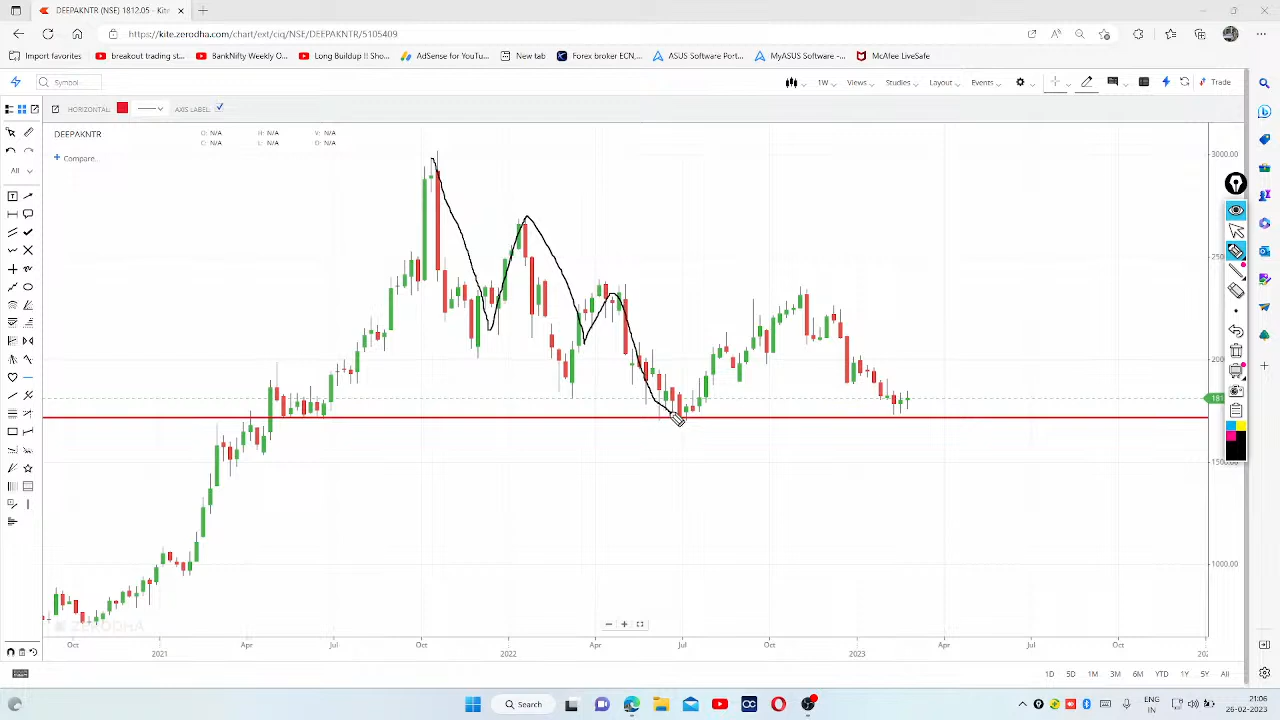 DEEPAKNTR (NSE) 1812.05 - Kite
https://kite.zerodha.com/chart/ext/ciq/NSE/DEEPAKNTR/5105409
Import favorites
breakout trading st...
BankNifty Weekly O...
Long Buildup !! Sho...
AdSense for YouTube
New tab
Forex broker ECN...
ASUS Software -...
MyASUS Software -...
McAfee LiveSafe
Symbol
1W
Views
Studies
Layout
Events
Trade
HORIZONTAL:
AXIS LABEL:
DEEPAKNTR
O: N/A H: N/A V: N/A
C: N/A L: N/A D: N/A
Compare...
All
3000.00
1500.00
1000.00
ZERODHA
Oct
2021
Apr
Jul
Oct
2022
Apr
Jul
Oct
2023
Apr
Jul
Oct
1D 5D 1M 3M 6M YTD 1Y 5Y All
Search
ENG
IN
21:06
26-02-2023